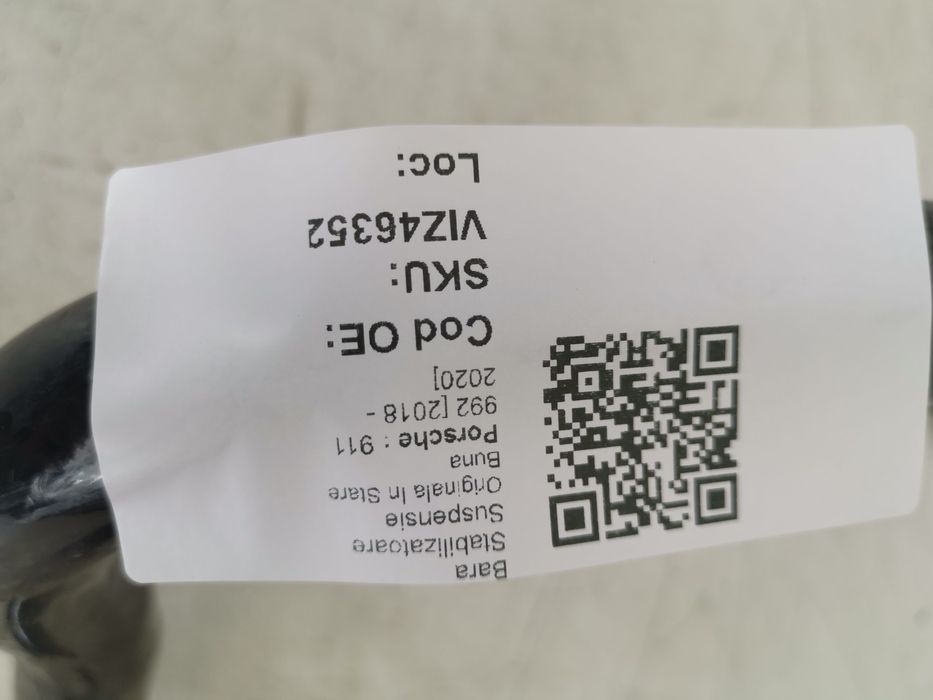 Bara
Stabilizatoare
Suspensie
Originala In Stare
Buna
Porsche : 911
992 [2018 -
2020]
Cod OE:
SKU:
VIZ46352
Loc: